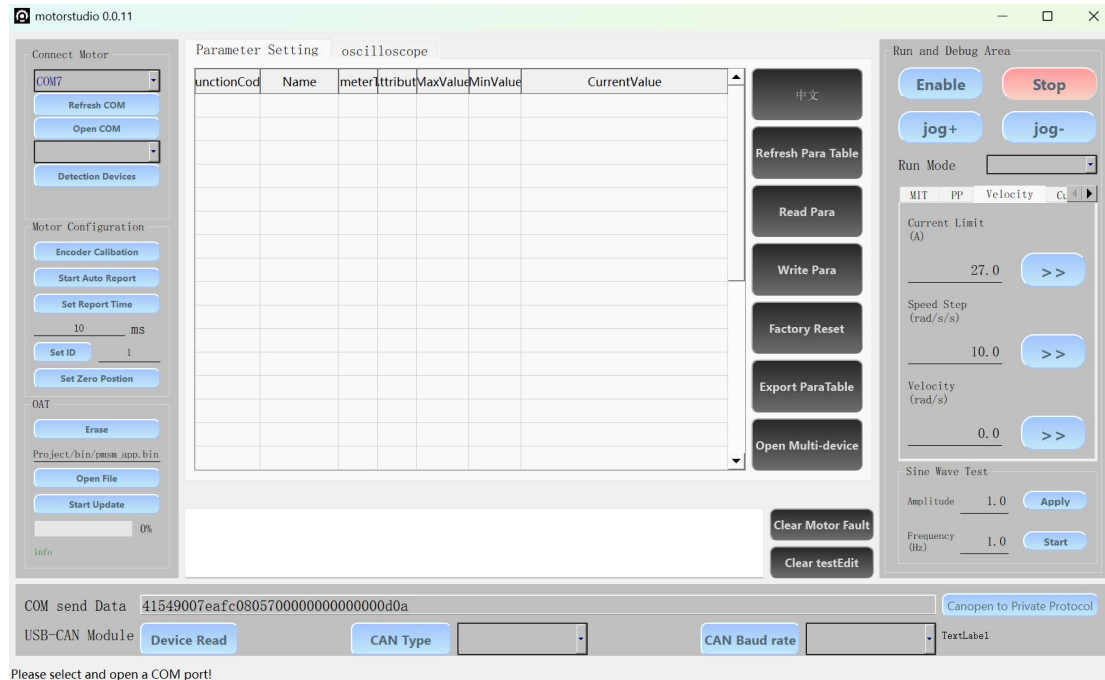 motorstudio 0.0.11
Connect Motor
COM7
Refresh COM
Open COM
Detection Devices
Motor Configuration
Encoder Calibation
Start Auto Report
Set Report Time
10 ms
Set ID 1
Set Zero Postion
OAT
Erase
Project/bin/pmsm_app.bin
Open File
Start Update
0%
info
Parameter Setting oscilloscope
unctionCod Name meter ttribut MaxValue MinValue CurrentValue
中文
Refresh Para Table
Read Para
Write Para
Factory Reset
Export ParaTable
Open Multi-device
Clear Motor Fault
Clear testEdit
Run and Debug Area
Enable Stop
jog+ jog-
Run Mode
MIT PP Velocity Cu
Current Limit
(A)
27.0 >>
Speed Step
(rad/s/s)
10.0 >>
Velocity
(rad/s)
0.0 >>
Sine Wave Test
Amplitude 1.0 Apply
Frequency
(Hz) 1.0 Start
COM send Data 41549007eafc0805700000000000000d0a Canopen to Private Protocol
USB-CAN Module Device Read CAN Type CAN Baud rate TextLabel
Please select and open a COM port!